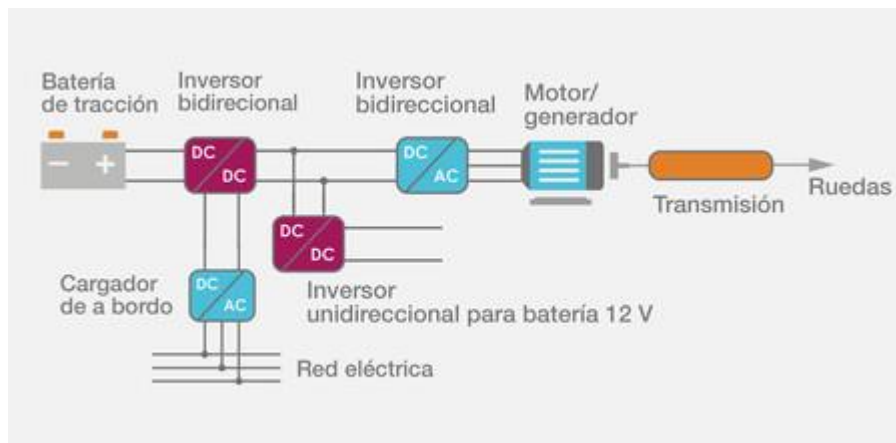 Batería
de tracción
Inversor
bidirecional
Inversor
bidireccional
Motor/
generador
− +
DC
DC
DC
AC
Transmisión
Ruedas
DC
DC
Cargador
de a bordo
DC
AC
Inversor
unidireccional para batería 12 V
Red eléctrica